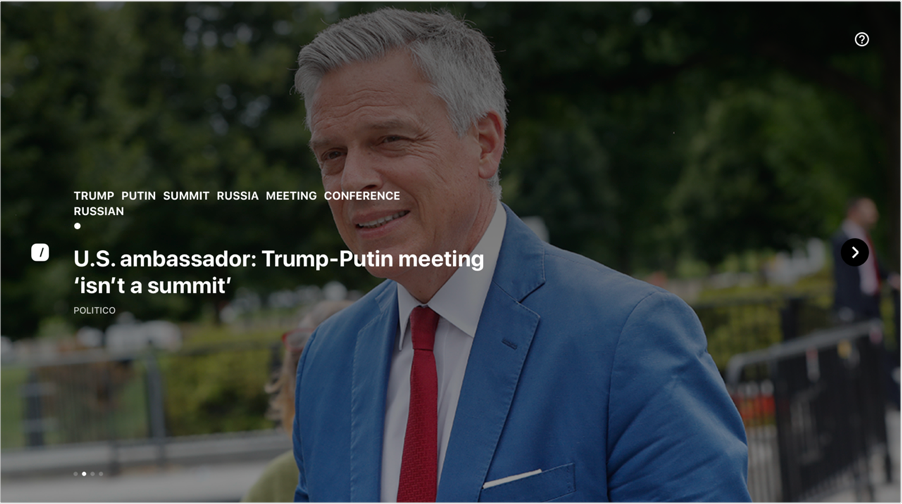 TRUMP PUTIN SUMMIT RUSSIA MEETING CONFERENCE
RUSSIAN
U.S. ambassador: Trump-Putin meeting
‘isn’t a summit’
POLITICO
/
?